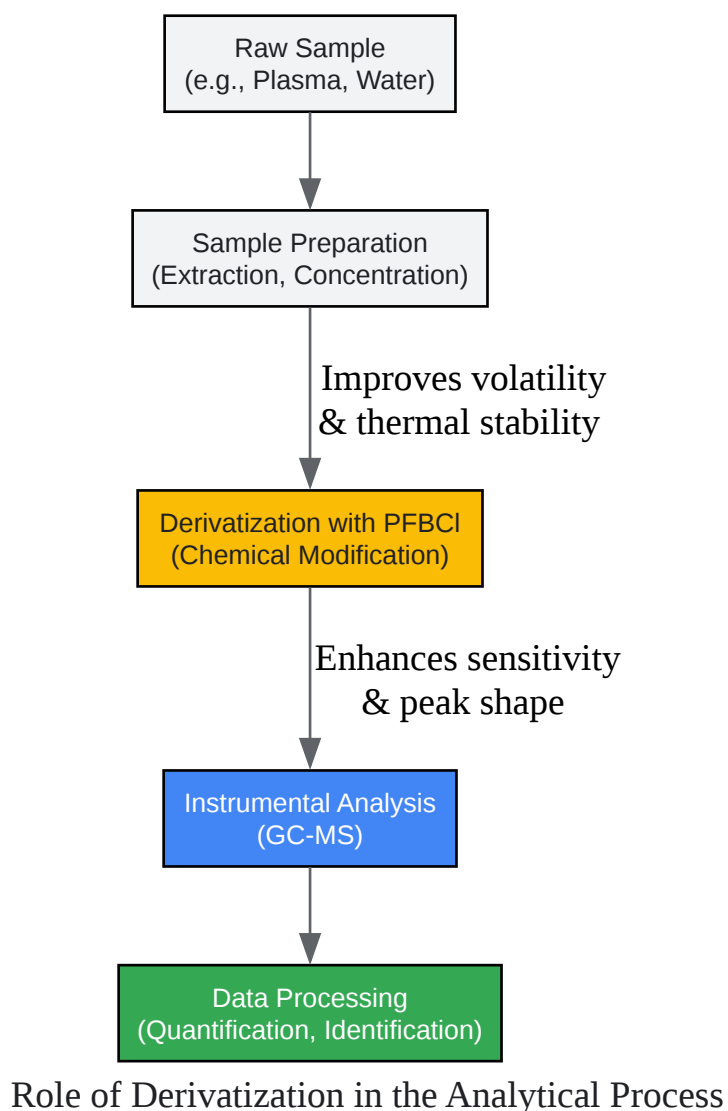 Raw Sample
(e.g., Plasma, Water)
Sample Preparation
(Extraction, Concentration)
Improves volatility
& thermal stability
Derivatization with PFBCl
(Chemical Modification)
Enhances sensitivity
& peak shape
Instrumental Analysis
(GC-MS)
Data Processing
(Quantification, Identification)
Role of Derivatization in the Analytical Process